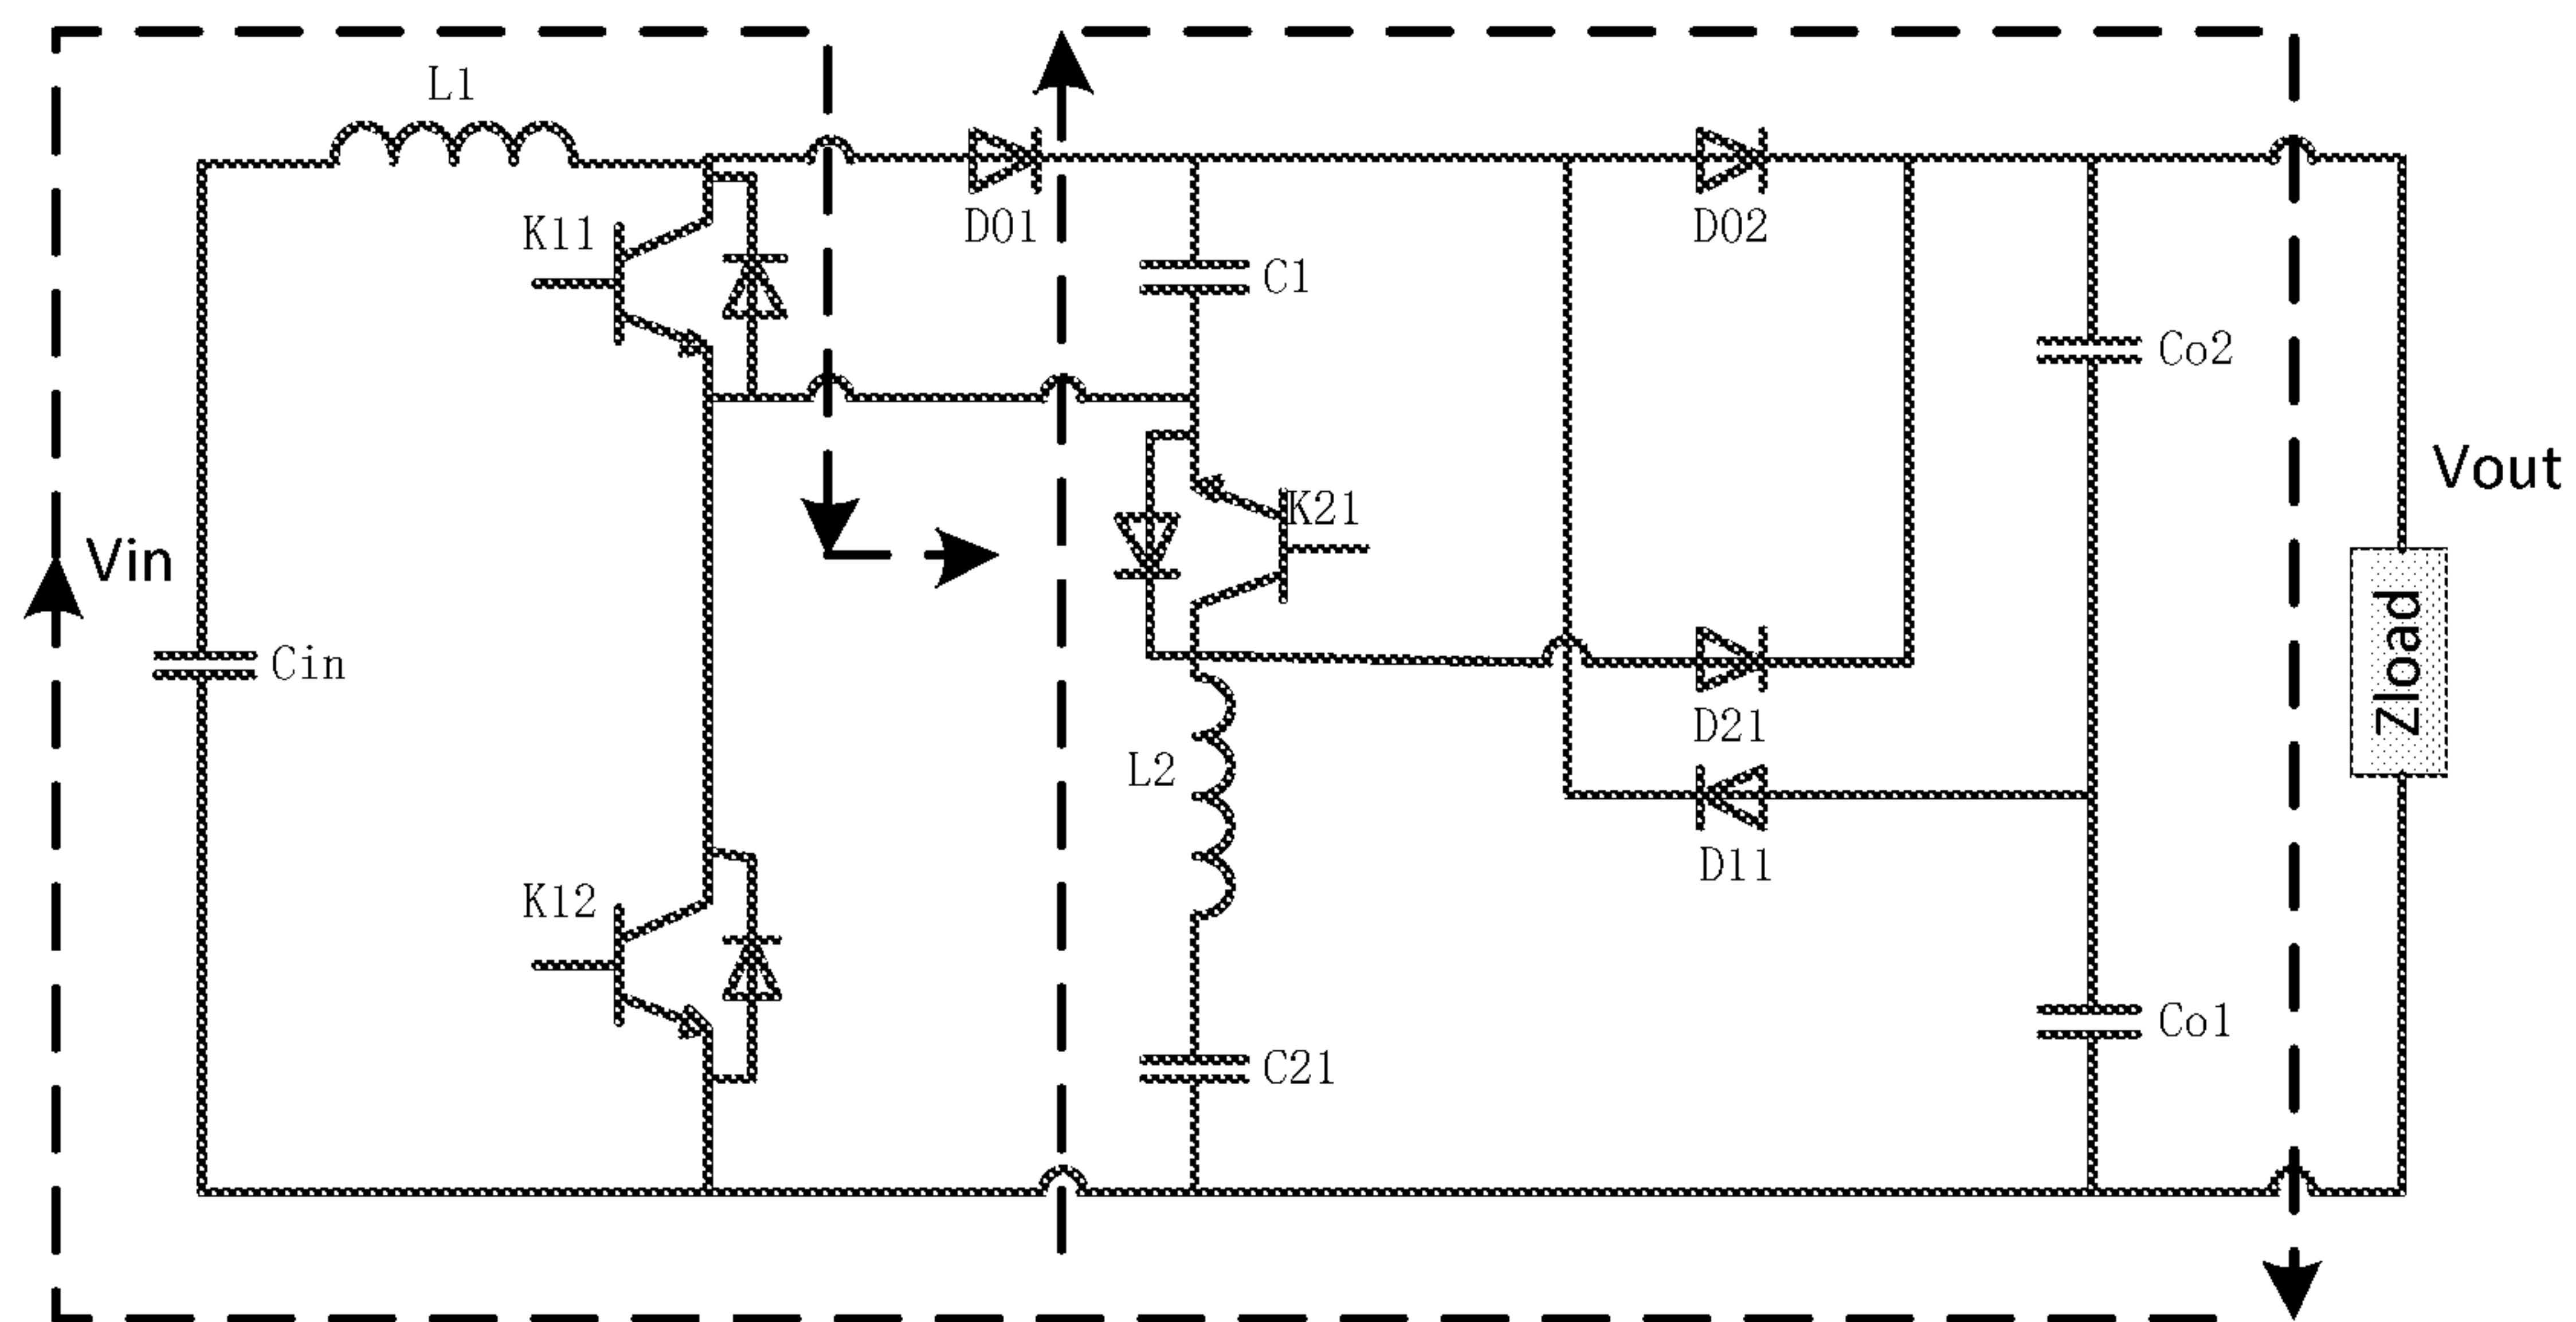 L1
K11
D01
D02
C1
Co2
Vin
K21
Vout
Cin
Zload
D21
L2
D11
K12
Co1
C21